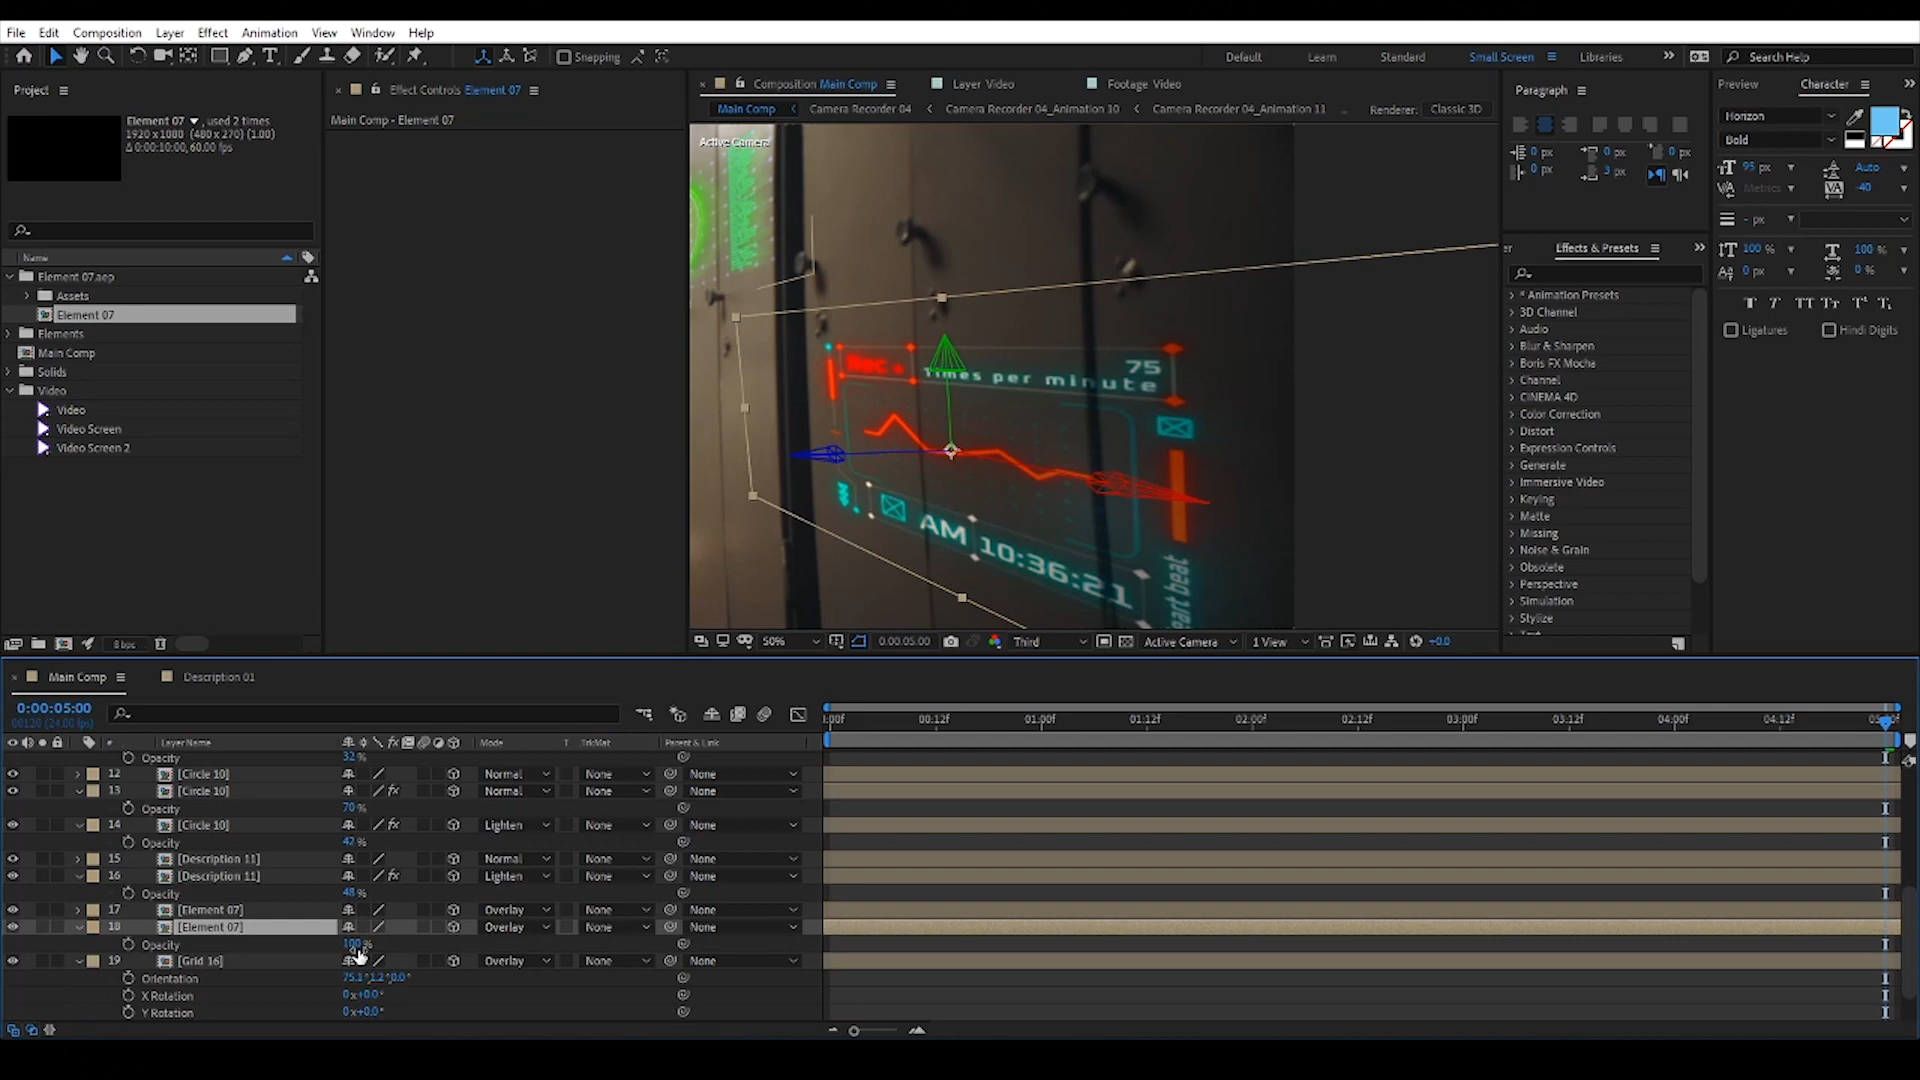 File Edit Composition Layer Effect Animation View Window Help
Snapping
Default Learn Standard Small Screen Libraries Search Help
Project
Element 07, used 2 times
1920 x 1080 (480 x 270) (1.00)
Δ 0:00:10:00, 60.00 fps
Name
Element 07.aep
Assets
Element 07
Elements
Main Comp
Solids
Video
Video
Video Screen
Video Screen 2
8 bpc
Effect Controls Element 07
Main Comp - Element 07
Composition Main Comp Layer Video Footage Video
Main Comp Camera Recorder 04 Camera Recorder 04_Animation 10 Camera Recorder 04_Animation 11 Renderer: Classic 3D
Active Camera
Rec
75
Times per minute
AM 10:36:21
art beat
50% 0:00:05:00 Third Active Camera 1 View +0.0
Paragraph
0 px 0 px 0 px
0 px 3 px
Effects & Presets
* Animation Presets
3D Channel
Audio
Blur & Sharpen
Boris FX Mocha
Channel
CINEMA 4D
Color Correction
Distort
Expression Controls
Generate
Immersive Video
Keying
Matte
Missing
Noise & Grain
Obsolete
Perspective
Simulation
Stylize
Preview Character
Horizon
Bold
95 px Auto
Metrics -40
- px
100 % 100 %
0 px 0 %
Ligatures Hindi Digits
Main Comp Description 01
0:00:05:00
00120 (24.00 fps)
:00f 00:12f 01:00f 01:12f 02:00f 02:12f 03:00f 03:12f 04:00f 04:12f
# Layer Name Mode T TrkMat Parent & Link
Opacity 32 %
12 [Circle 10] Normal None None
13 [Circle 10] Normal None None
Opacity 70 %
14 [Circle 10] Lighten None None
Opacity 42 %
15 [Description 11] Normal None None
16 [Description 11] Lighten None None
Opacity 48 %
17 [Element 07] Overlay None None
18 [Element 07] Overlay None None
Opacity 100 %
19 [Grid 16] Overlay None None
Orientation 75.1°,1.2°,0.0°
X Rotation 0x+0.0°
Y Rotation 0x+0.0°